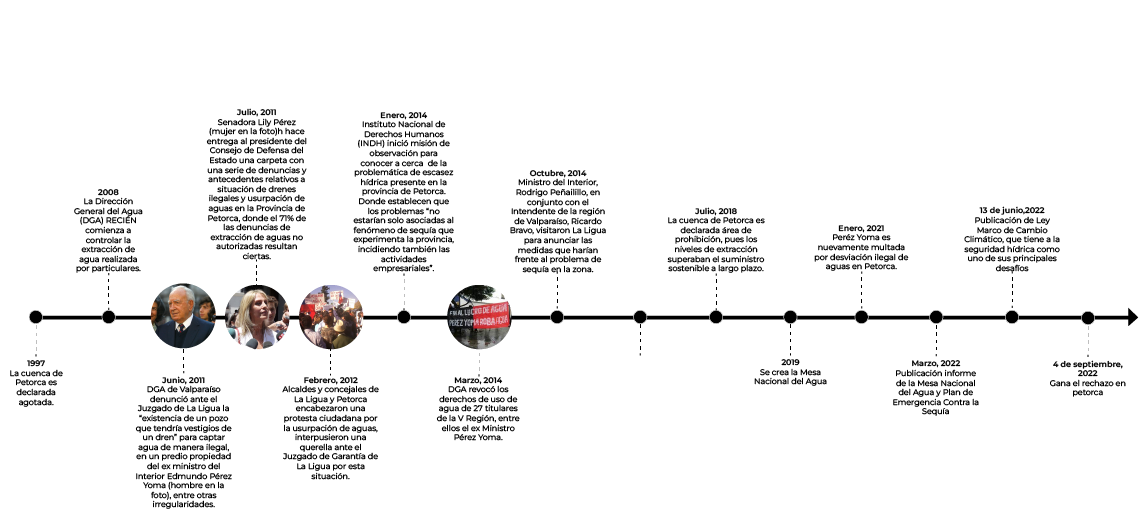 1997
La cuenca de
Petorca es
declarada
agotada.
2008
La Dirección
General del Agua
(DGA) RECIÉN
comienza a
controlar la
extracción de
agua realizada
por particulares.
Junio, 2011
DGA de Valparaíso
denunció ante el
Juzgado de La Ligua la
"existencia de un pozo
que tendría vestigios de
un dren" para captar
agua de manera ilegal,
en un predio propiedad
del ex ministro del
Interior Edmundo Pérez
Yoma (hombre en la
foto), entre otras
irregularidades.
Julio, 2011
Senadora Lily Pérez
(mujer en la foto)h hace
entrega al presidente del
Consejo de Defensa del
Estado una carpeta con
una serie de denuncias y
antecedentes relativos a
situación de drenes
ilegales y usurpación de
aguas en la Provincia de
Petorca, donde el 71% de
las denuncias de
extracción de aguas no
autorizadas resultan
ciertas.
Febrero, 2012
Alcaldes y concejales de
La Ligua y Petorca
encabezaron una
protesta ciudadana por
la usurpación de aguas,
interpusieron una
querella ante el
Juzgado de Garantía de
La Ligua por esta
situación.
Enero, 2014
Instituto Nacional de
Derechos Humanos
(INDH) inició misión de
observación para
conocer a cerca de la
problemática de escasez
hídrica presente en la
provincia de Petorca.
Donde establecen que
los problemas "no
estarían solo asociadas al
fenómeno de sequía que
experimenta la provincia,
incidiendo también las
actividades
empresariales".
AL LUCRO DE AGUA
PEREZ YOMA ROBA
Marzo, 2014
DGA revocó los
derechos de uso de
agua de 27 titulares
de la V Región, entre
ellos el ex Ministro
Pérez Yoma.
Octubre, 2014
Ministro del Interior,
Rodrigo Peñailillo, en
conjunto con el
Intendente de la región
de Valparaíso, Ricardo
Bravo, visitaron La Ligua
para anunciar las
medidas que harían
frente al problema de
sequía en la zona.
Julio, 2018
La cuenca de Petorca es
declarada área de
prohibición, pues los
niveles de extracción
superaban el suministro
sostenible a largo plazo.
2019
Se crea la Mesa
Nacional del Agua
Enero, 2021
Peréz Yoma es
nuevamente multada
por desviación ilegal de
aguas en Petorca.
Marzo, 2022
Publicación informe
de la Mesa Nacional
del Agua y Plan de
Emergencia Contra la
Sequía
13 de junio,2022
Publicación de Ley
Marco de Cambio
Climático, que tiene a la
seguridad hídrica como
uno de sus principales
desafíos
4 de septiembre,
2022
Gana el rechazo en
petorca